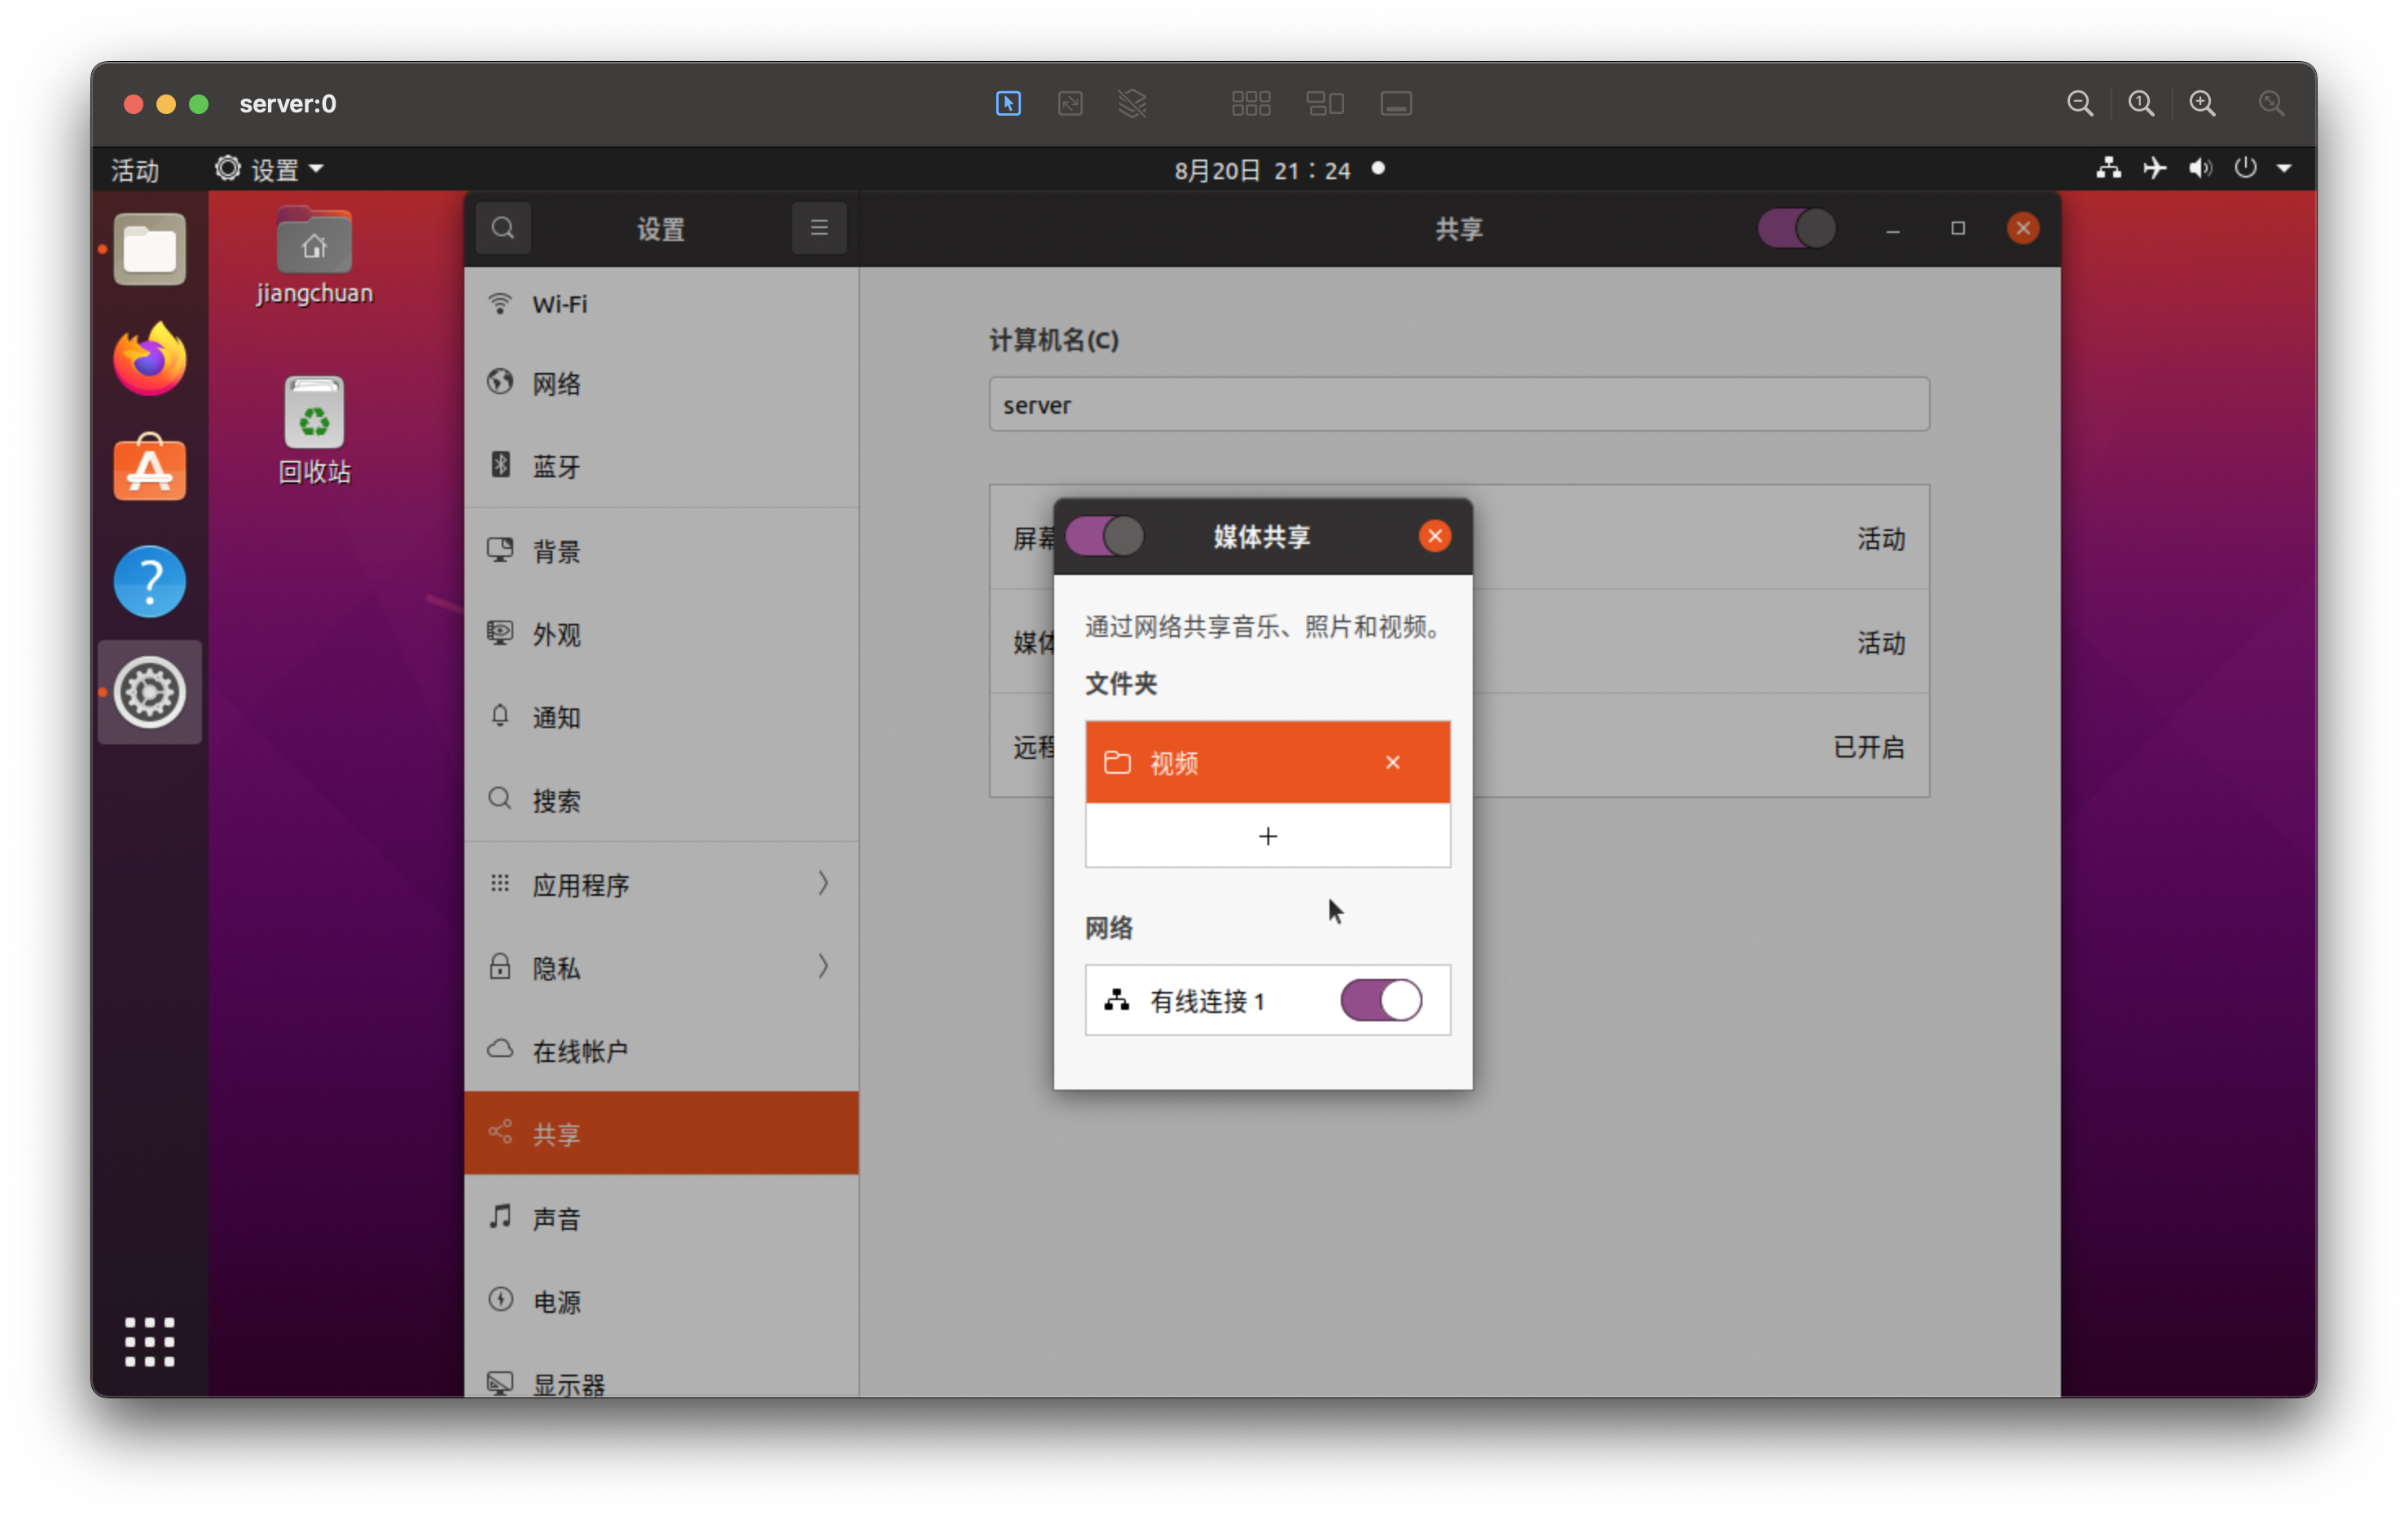 server:0
活动
设置
8月20日 21：24
jiangchuan
回收站
设置
共享
Wi-Fi
网络
蓝牙
背景
外观
通知
搜索
应用程序
隐私
在线帐户
共享
声音
电源
显示器
计算机名(C)
server
屏幕
活动
媒体
活动
远程
已开启
媒体共享
通过网络共享音乐、照片和视频。
文件夹
视频
网络
有线连接 1